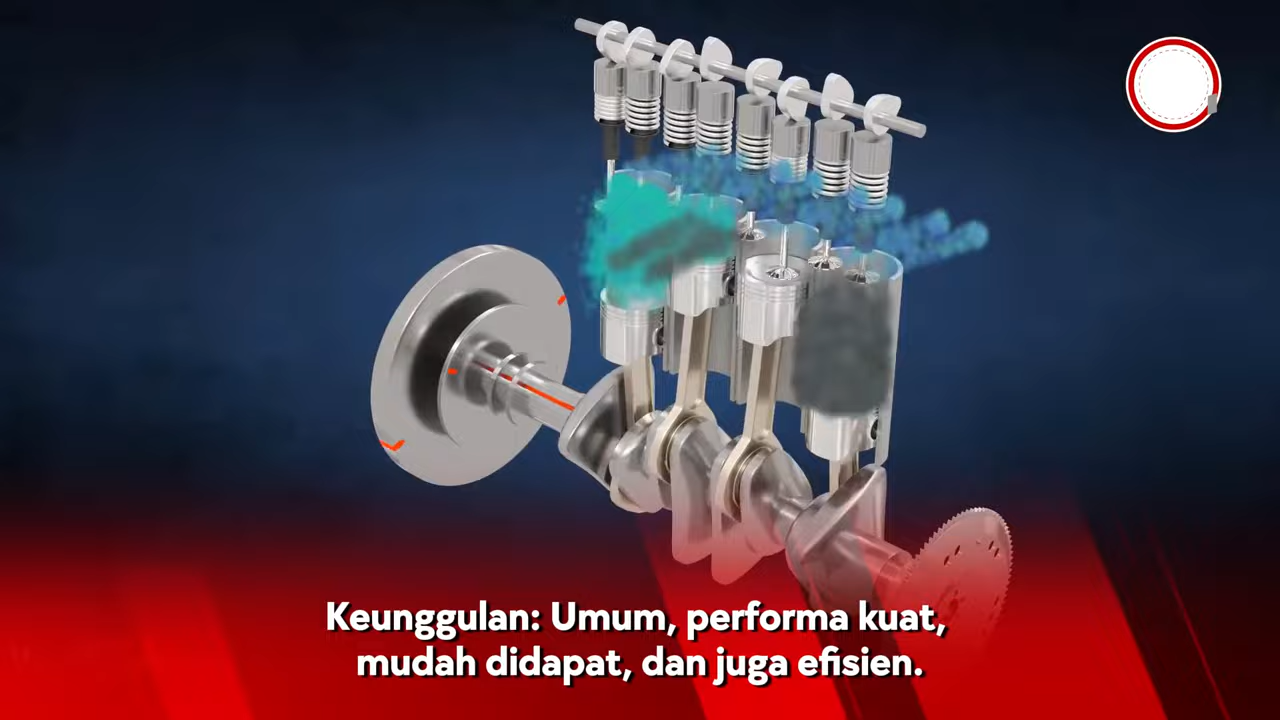 Keunggulan: Umum, performa kuat,
mudah didapat, dan juga efisien.